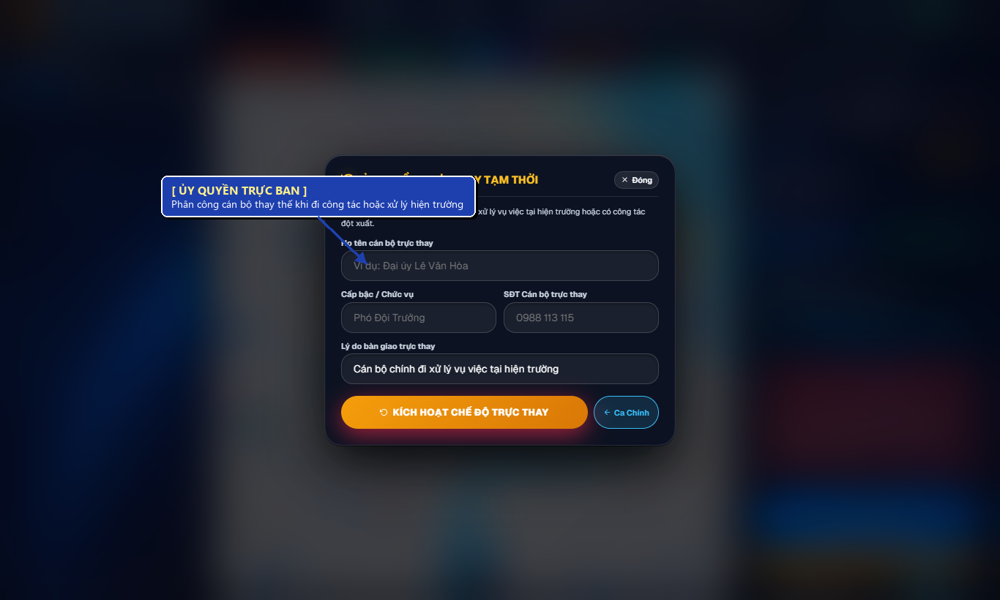 Y TẠM THỜI
× Đóng
[ ỦY QUYỀN TRỰC BAN ]
Phân công cán bộ thay thế khi đi công tác hoặc xử lý hiện trường
xử lý vụ việc tại hiện trường hoặc có công tác
đột xuất.
Họ tên cán bộ trực thay
Ví dụ: Đại úy Lê Văn Hòa
Cấp bậc / Chức vụ
SĐT Cán bộ trực thay
Phó Đội Trưởng
0988 113 115
Lý do bàn giao trực thay
Cán bộ chính đi xử lý vụ việc tại hiện trường
KÍCH HOẠT CHẾ ĐỘ TRỰC THAY
← Ca Chính